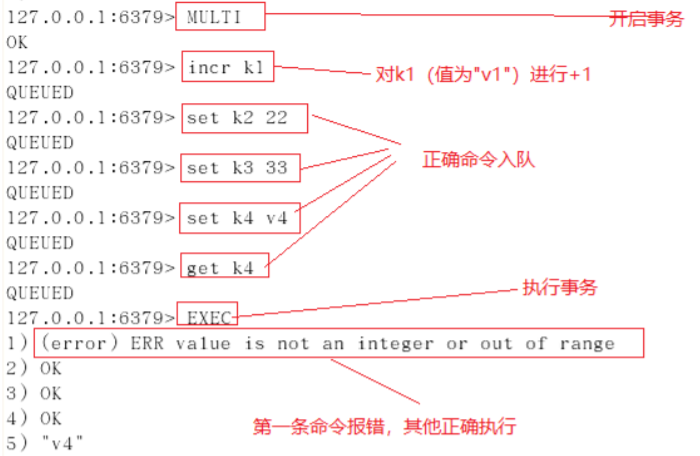 127.0.0.1:6379> MULTI 开启事务
OK
127.0.0.1:6379> incr k1 对k1（值为"v1"）进行+1
QUEUED
127.0.0.1:6379> set k2 22
QUEUED
127.0.0.1:6379> set k3 33 正确命令入队
QUEUED
127.0.0.1:6379> set k4 v4
QUEUED
127.0.0.1:6379> get k4
QUEUED 执行事务
127.0.0.1:6379> EXEC
1) (error) ERR value is not an integer or out of range
2) OK
3) OK
4) OK 第一条命令报错，其他正确执行
5) "v4"